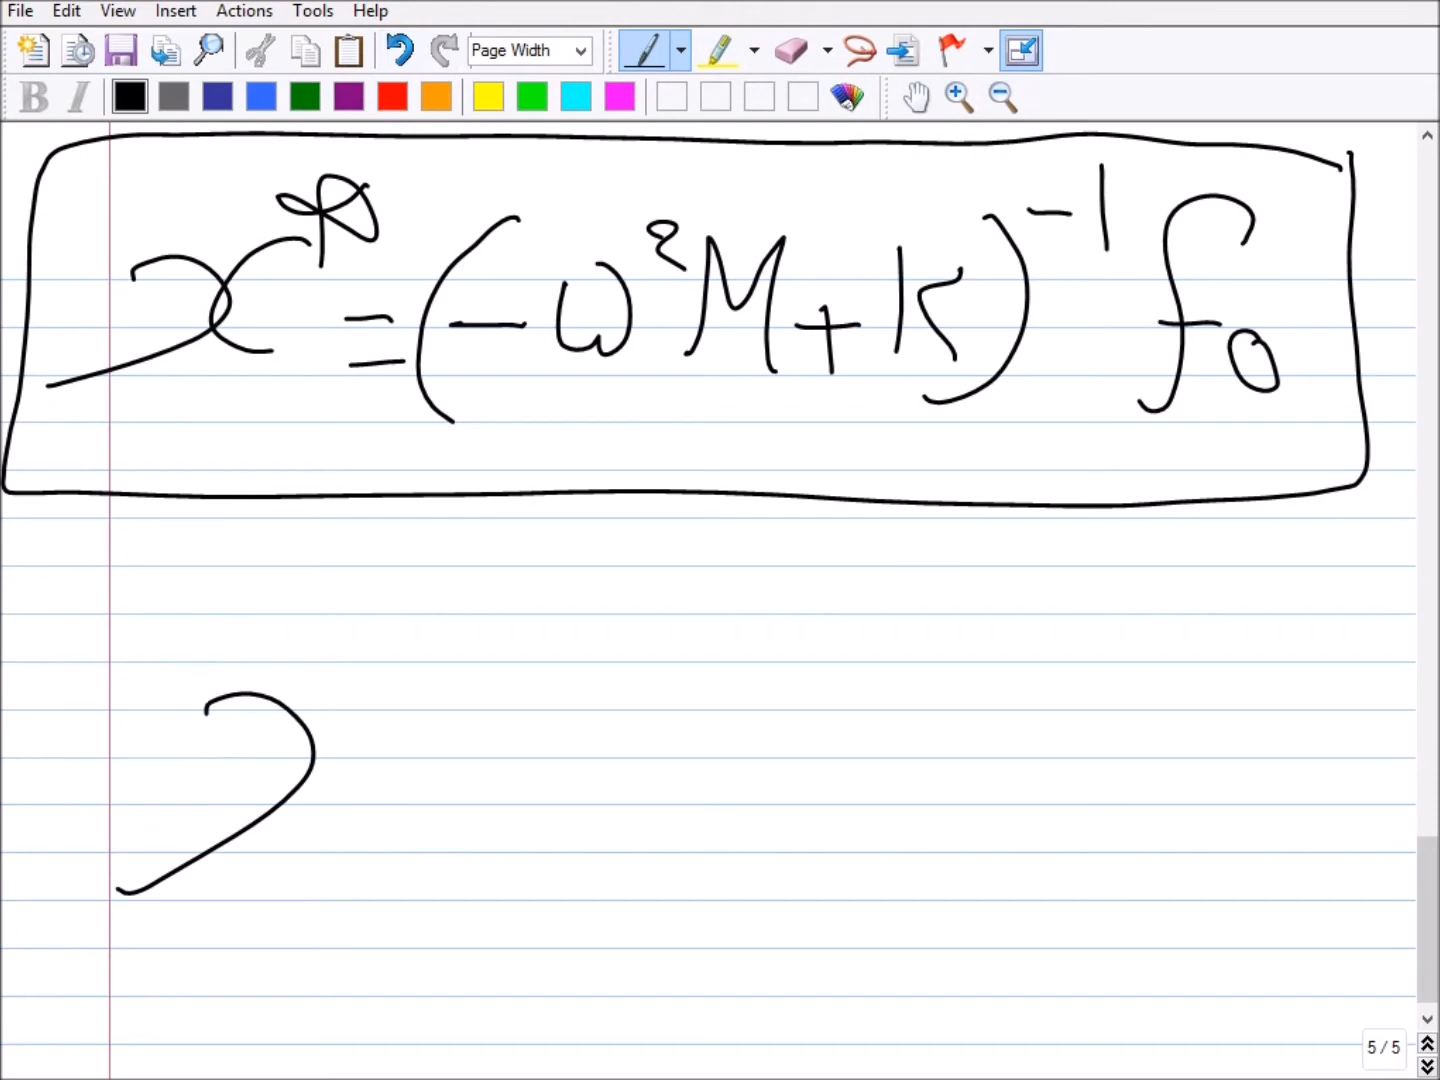 File Edit View Insert Actions Tools Help
Page Width
B I
x* = (-ω²M + K)⁻¹ f₀
5 / 5